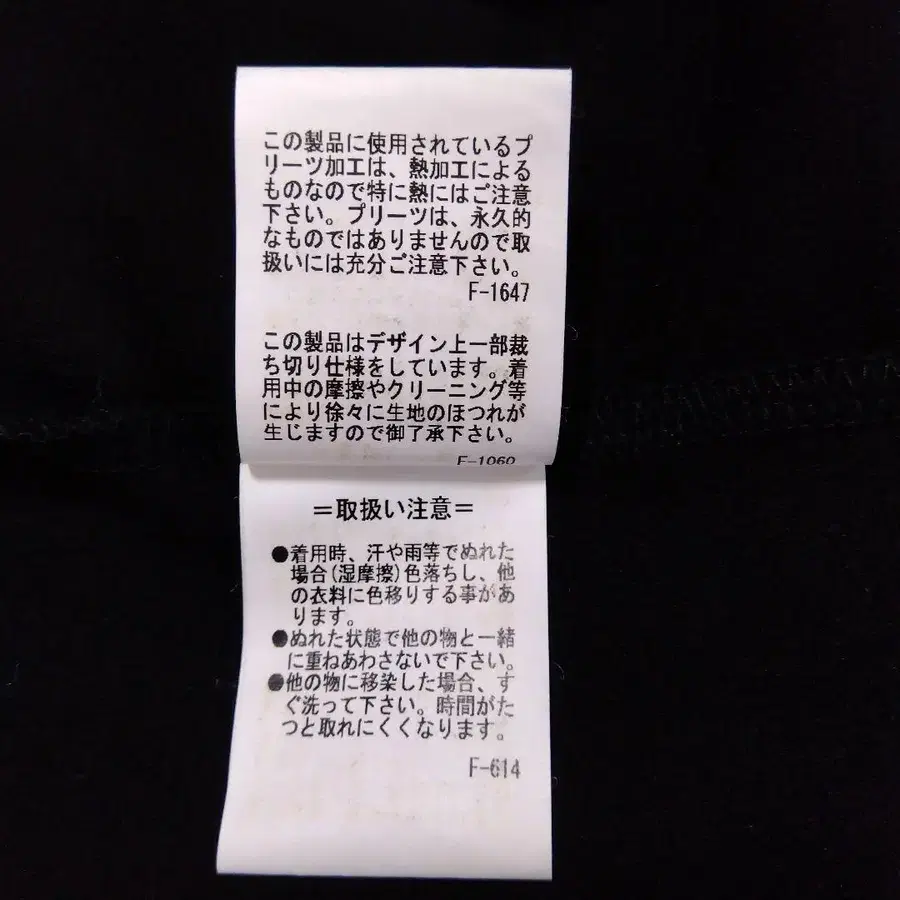 この製品に使用されているプ
リーツ加工は、熱加工による
ものなので特に熱にはご注意
下さい。プリーツは、永久的
なものではありませんので取
扱いには充分ご注意下さい。
F-1647
この製品はデザイン上一部裁
ち切り仕様をしています。着
用中の摩擦やクリーニング等
により徐々に生地のほつれが
生じますので御了承下さい。
F-1060
=取扱い注意=
●着用時、汗や雨等でぬれた
場合(湿摩擦)色落ちし、他
の衣料に色移りする事があ
ります。
●ぬれた状態で他の物と一緒
に重ねあわさないで下さい。
●他の物に移染した場合、す
ぐ洗って下さい。時間がた
つと取れにくくなります。
F-614